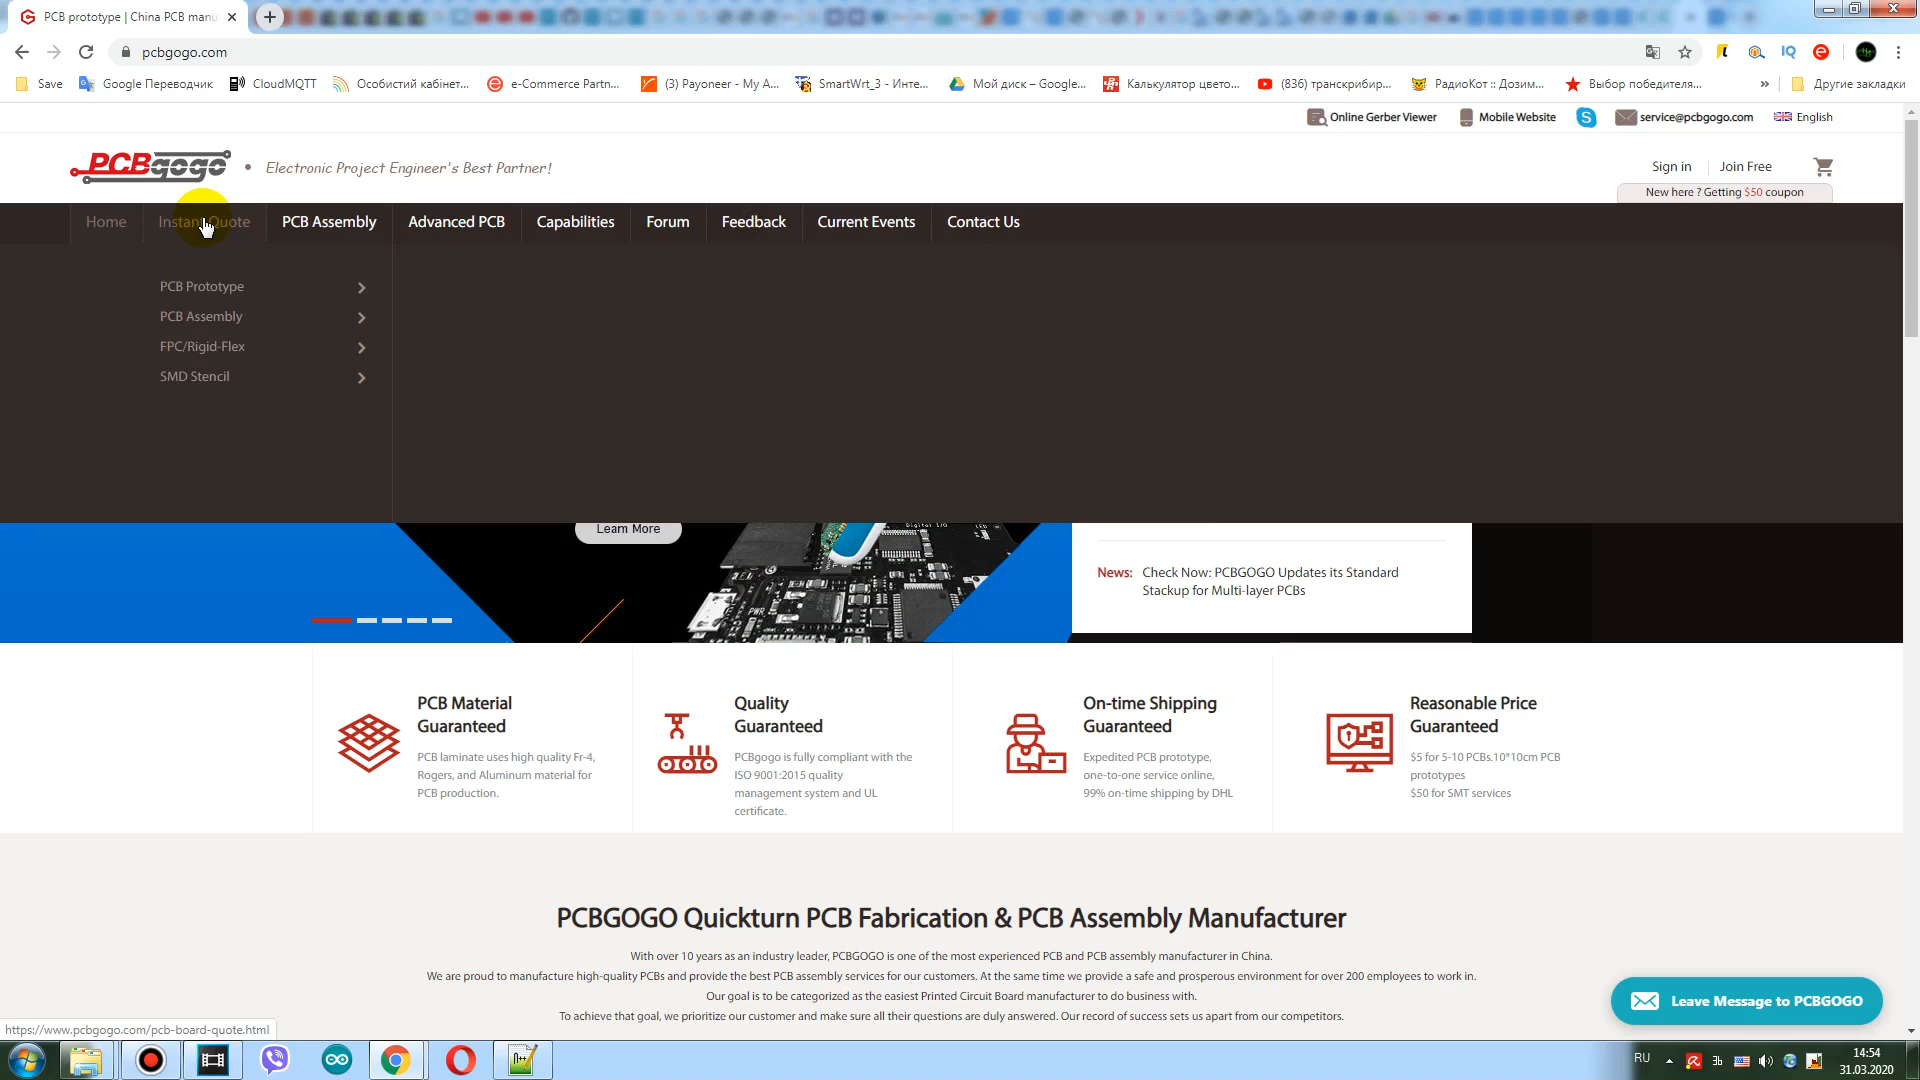 PCB prototype | China PCB manu
pcbgogo.com
Save
Google Переводчик
CloudMQTT
Особистий кабінет...
e-Commerce Partn...
(3) Payoneer - My A...
SmartWrt_3 - Инте...
Мой диск – Google...
Калькулятор цвето...
(836) транскрибир...
РадиоКот :: Дозим...
Выбор победителя...
»
Другие закладки
Online Gerber Viewer
Mobile Website
service@pcbgogo.com
English
PCBgogo
• Electronic Project Engineer's Best Partner!
Sign in
Join Free
New here ? Getting $50 coupon
Home
Instant Quote
PCB Assembly
Advanced PCB
Capabilities
Forum
Feedback
Current Events
Contact Us
PCB Prototype
PCB Assembly
FPC/Rigid-Flex
SMD Stencil
Learn More
PWR
News: Check Now: PCBGOGO Updates its Standard
Stackup for Multi-layer PCBs
PCB Material
Guaranteed
PCB laminate uses high quality Fr-4,
Rogers, and Aluminum material for
PCB production.
Quality
Guaranteed
PCBgogo is fully compliant with the
ISO 9001:2015 quality
management system and UL
certificate.
On-time Shipping
Guaranteed
Expedited PCB prototype,
one-to-one service online,
99% on-time shipping by DHL
Reasonable Price
Guaranteed
$5 for 5-10 PCBs.10*10cm PCB
prototypes
$50 for SMT services
PCBGOGO Quickturn PCB Fabrication & PCB Assembly Manufacturer
With over 10 years as an industry leader, PCBGOGO is one of the most experienced PCB and PCB assembly manufacturer in China.
We are proud to manufacture high-quality PCBs and provide the best PCB assembly services for our customers. At the same time we provide a safe and prosperous environment for over 200 employees to work in.
Our goal is to be categorized as the easiest Printed Circuit Board manufacturer to do business with.
To achieve that goal, we prioritize our customer and make sure all their questions are duly answered. Our record of success sets us apart from our competitors.
Leave Message to PCBGOGO
https://www.pcbgogo.com/pcb-board-quote.html
RU
14:54
31.03.2020